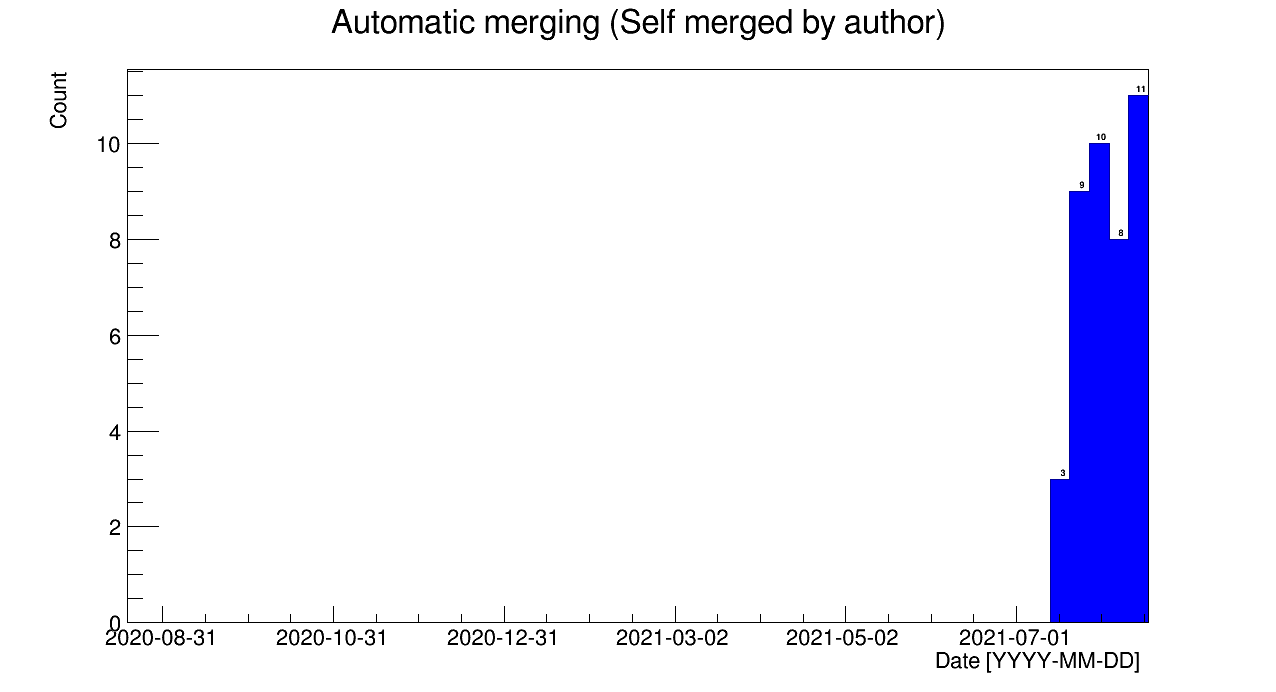 Automatic merging (Self merged by author)
Count
11
10
10
9
8
8
6
3
4
2
0
2020-08-31 2020-10-31 2020-12-31 2021-03-02 2021-05-02 2021-07-01
Date [YYYY-MM-DD]